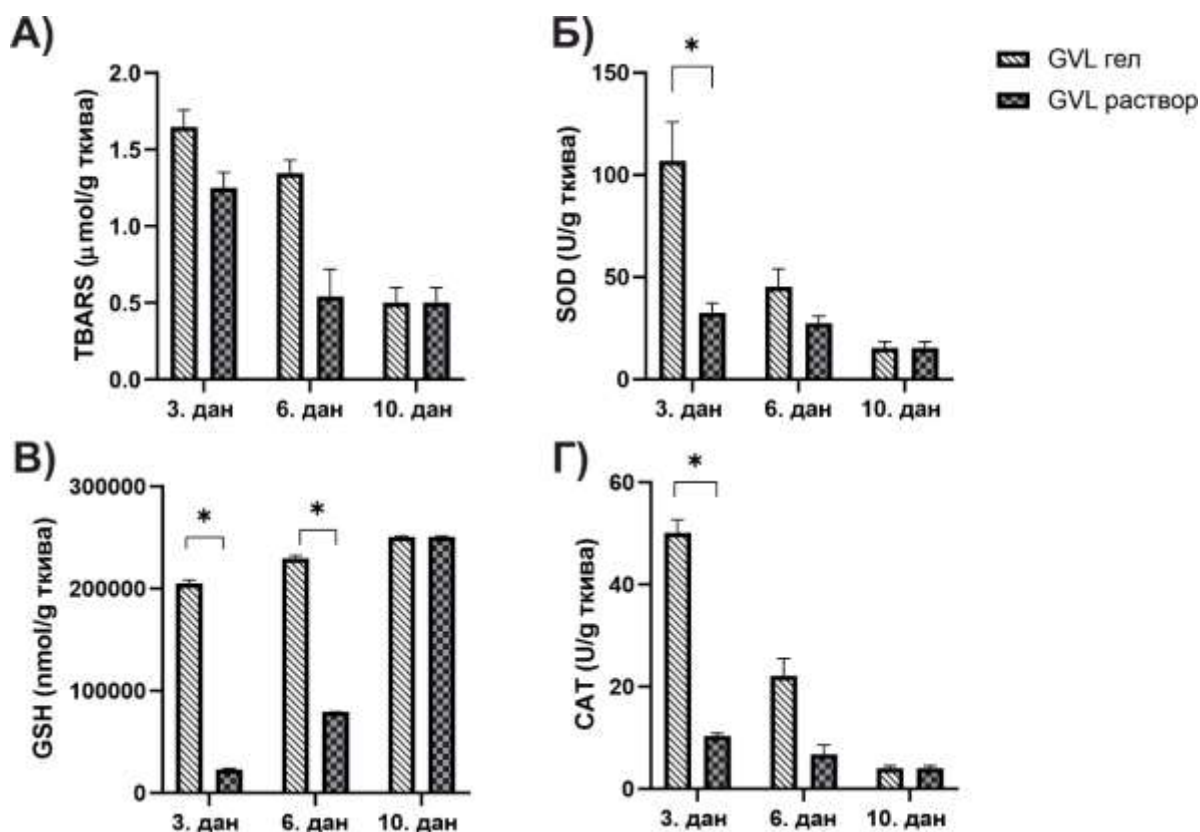 А)
TBARS (μmol/g ткива)
2.0
1.5
1.0
0.5
0.0
3. дан 6. дан 10. дан
Б)
SOD (U/g ткива)
150
100
50
0
*
3. дан 6. дан 10. дан
GVL гел
GVL раствор
В)
GSH (nmol/g ткива)
300000
200000
100000
0
* *
3. дан 6. дан 10. дан
Г)
CAT (U/g ткива)
60
40
20
0
*
3. дан 6. дан 10. дан